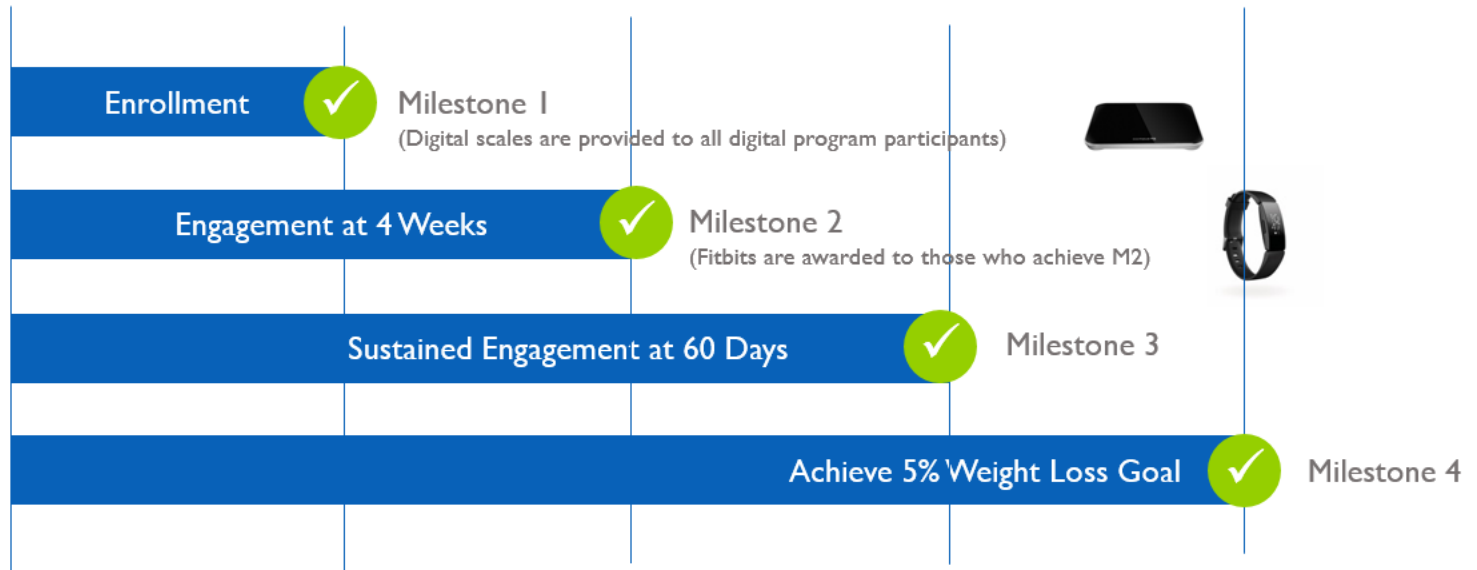 Enrollment
Milestone 1
(Digital scales are provided to all digital program participants)
Engagement at 4 Weeks
Milestone 2
(Fitbits are awarded to those who achieve M2)
Sustained Engagement at 60 Days
Milestone 3
Achieve 5% Weight Loss Goal
Milestone 4